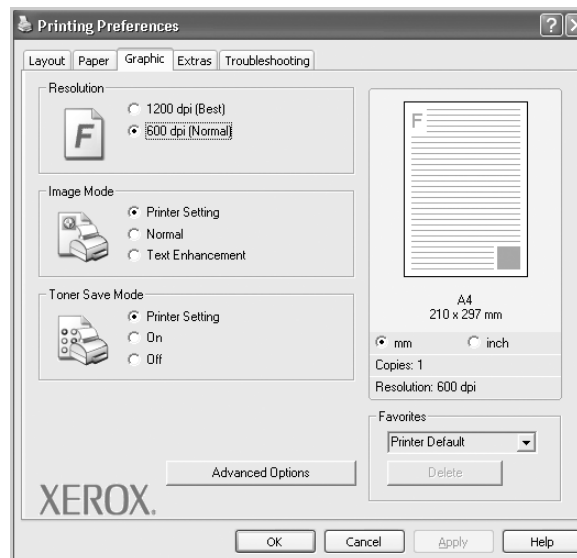 Printing Preferences
Layout Paper Graphic Extras Troubleshooting
Resolution
F
1200 dpi (Best)
600 dpi (Normal)
Image Mode
Printer Setting
Normal
Text Enhancement
Toner Save Mode
Printer Setting
On
Off
F
A4
210 x 297 mm
mm inch
Copies: 1
Resolution: 600 dpi
Favorites
Printer Default
Delete
Advanced Options
XEROX.
OK Cancel Apply Help